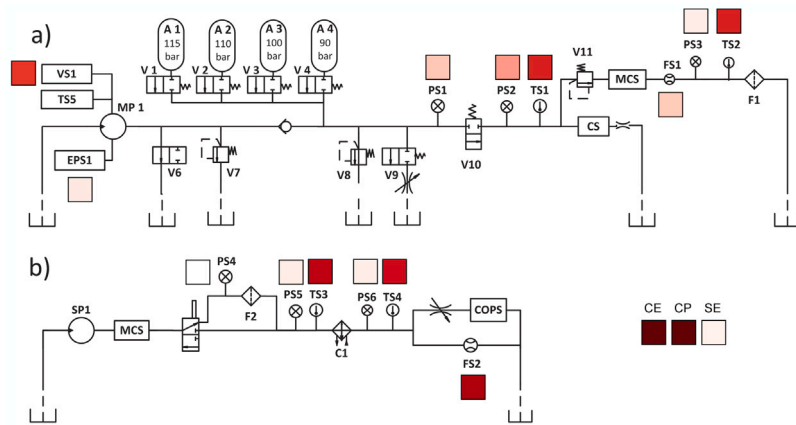 a)
A 1 A 2 A 3 A 4
115 110 100 90
bar bar bar bar
V 1 V 2 V 3 V 4
VS1
TS5
MP 1
EPS1
V6
V7
V8
V9
PS1
PS2
TS1
V10
V11
MCS
FS1
PS3
TS2
F1
CS
b)
SP1
MCS
PS4
F2
PS5
TS3
C1
PS6
TS4
COPS
FS2
CE CP SE